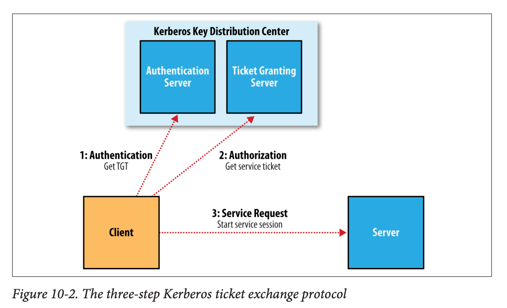 Kerberos Key Distribution Center
Authentication
Server
Ticket Granting
Server
1: Authentication
Get TGT
2: Authorization
Get service ticket
Client
3: Service Request
Start service session
Server
Figure 10-2. The three-step Kerberos ticket exchange protocol